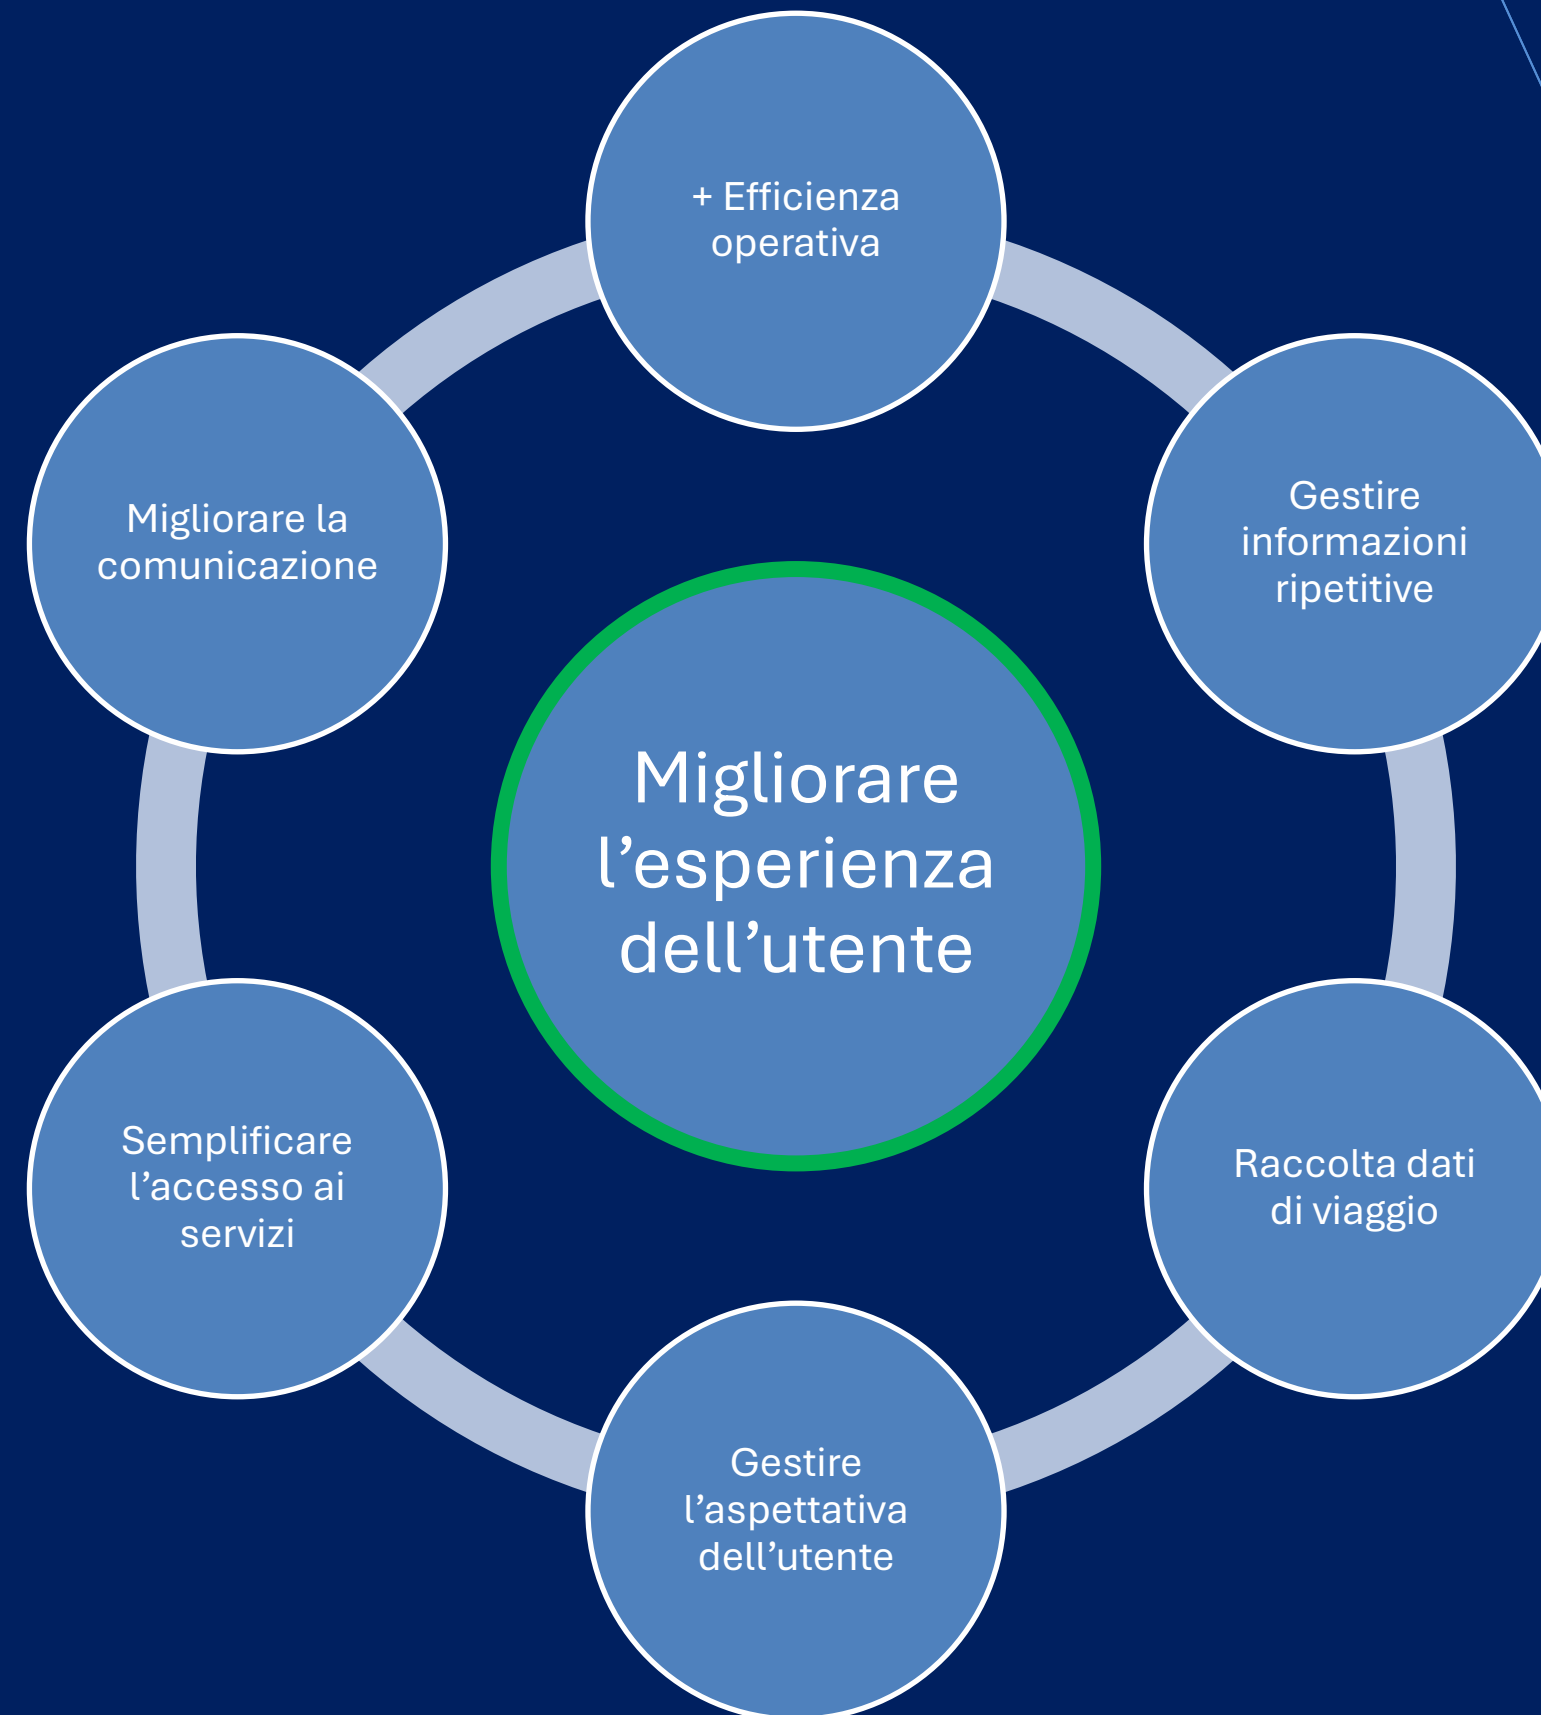 + Efficienza
operativa
Gestire
informazioni
ripetitive
Raccolta dati
di viaggio
Gestire
l’aspettativa
dell’utente
Semplificare
l’accesso ai
servizi
Migliorare la
comunicazione
Migliorare
l’esperienza
dell’utente